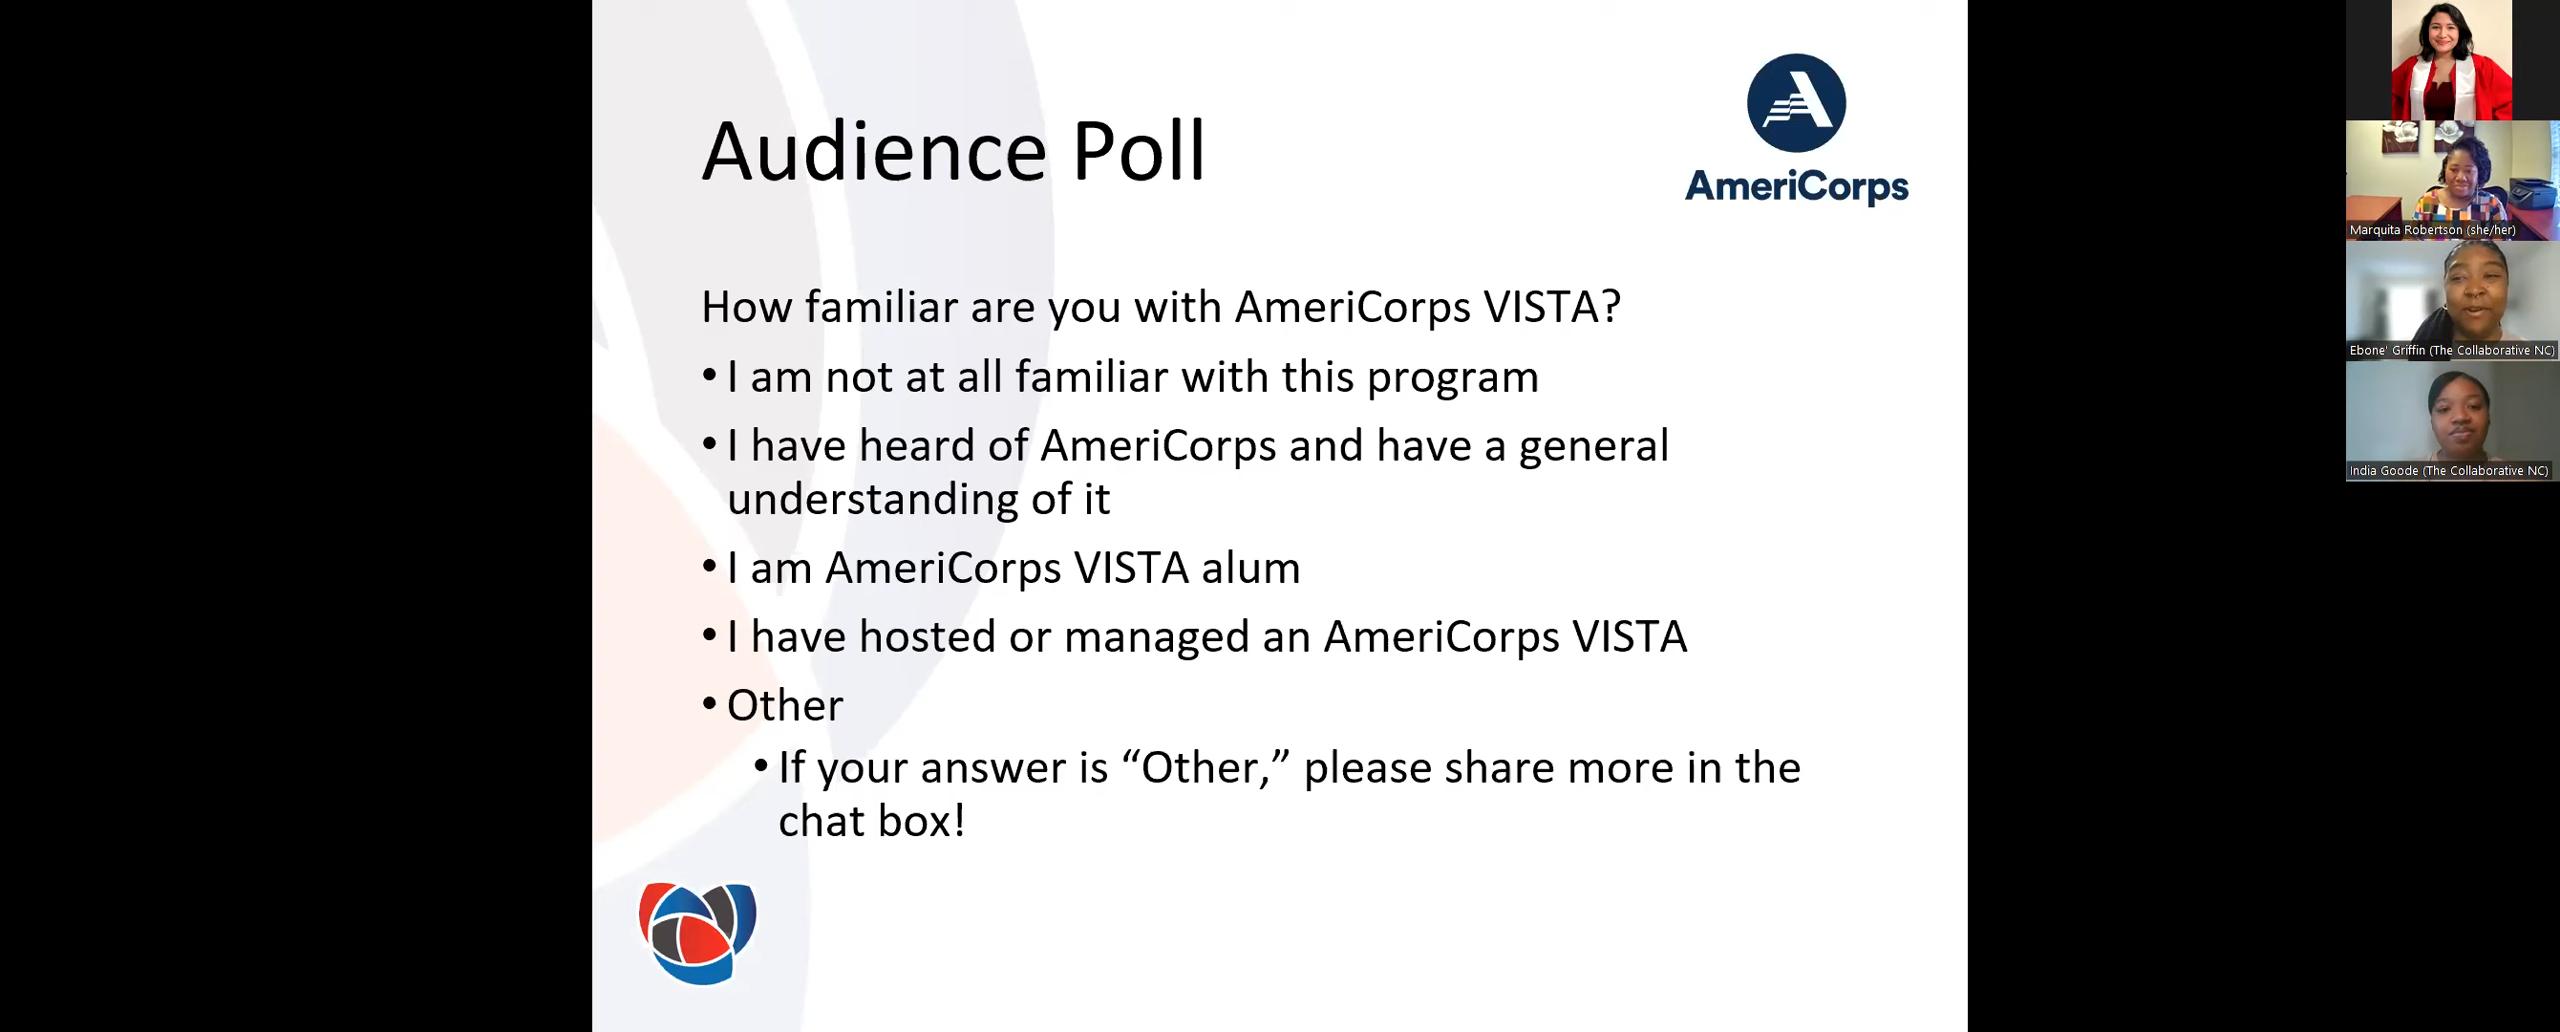 Audience Poll
AmeriCorps
How familiar are you with AmeriCorps VISTA?
• I am not at all familiar with this program
• I have heard of AmeriCorps and have a general
understanding of it
• I am AmeriCorps VISTA alum
• I have hosted or managed an AmeriCorps VISTA
• Other
• If your answer is “Other,” please share more in the
chat box!
Marquita Robertson (she/her)
Ebone' Griffin (The Collaborative NC)
India Goode (The Collaborative NC)